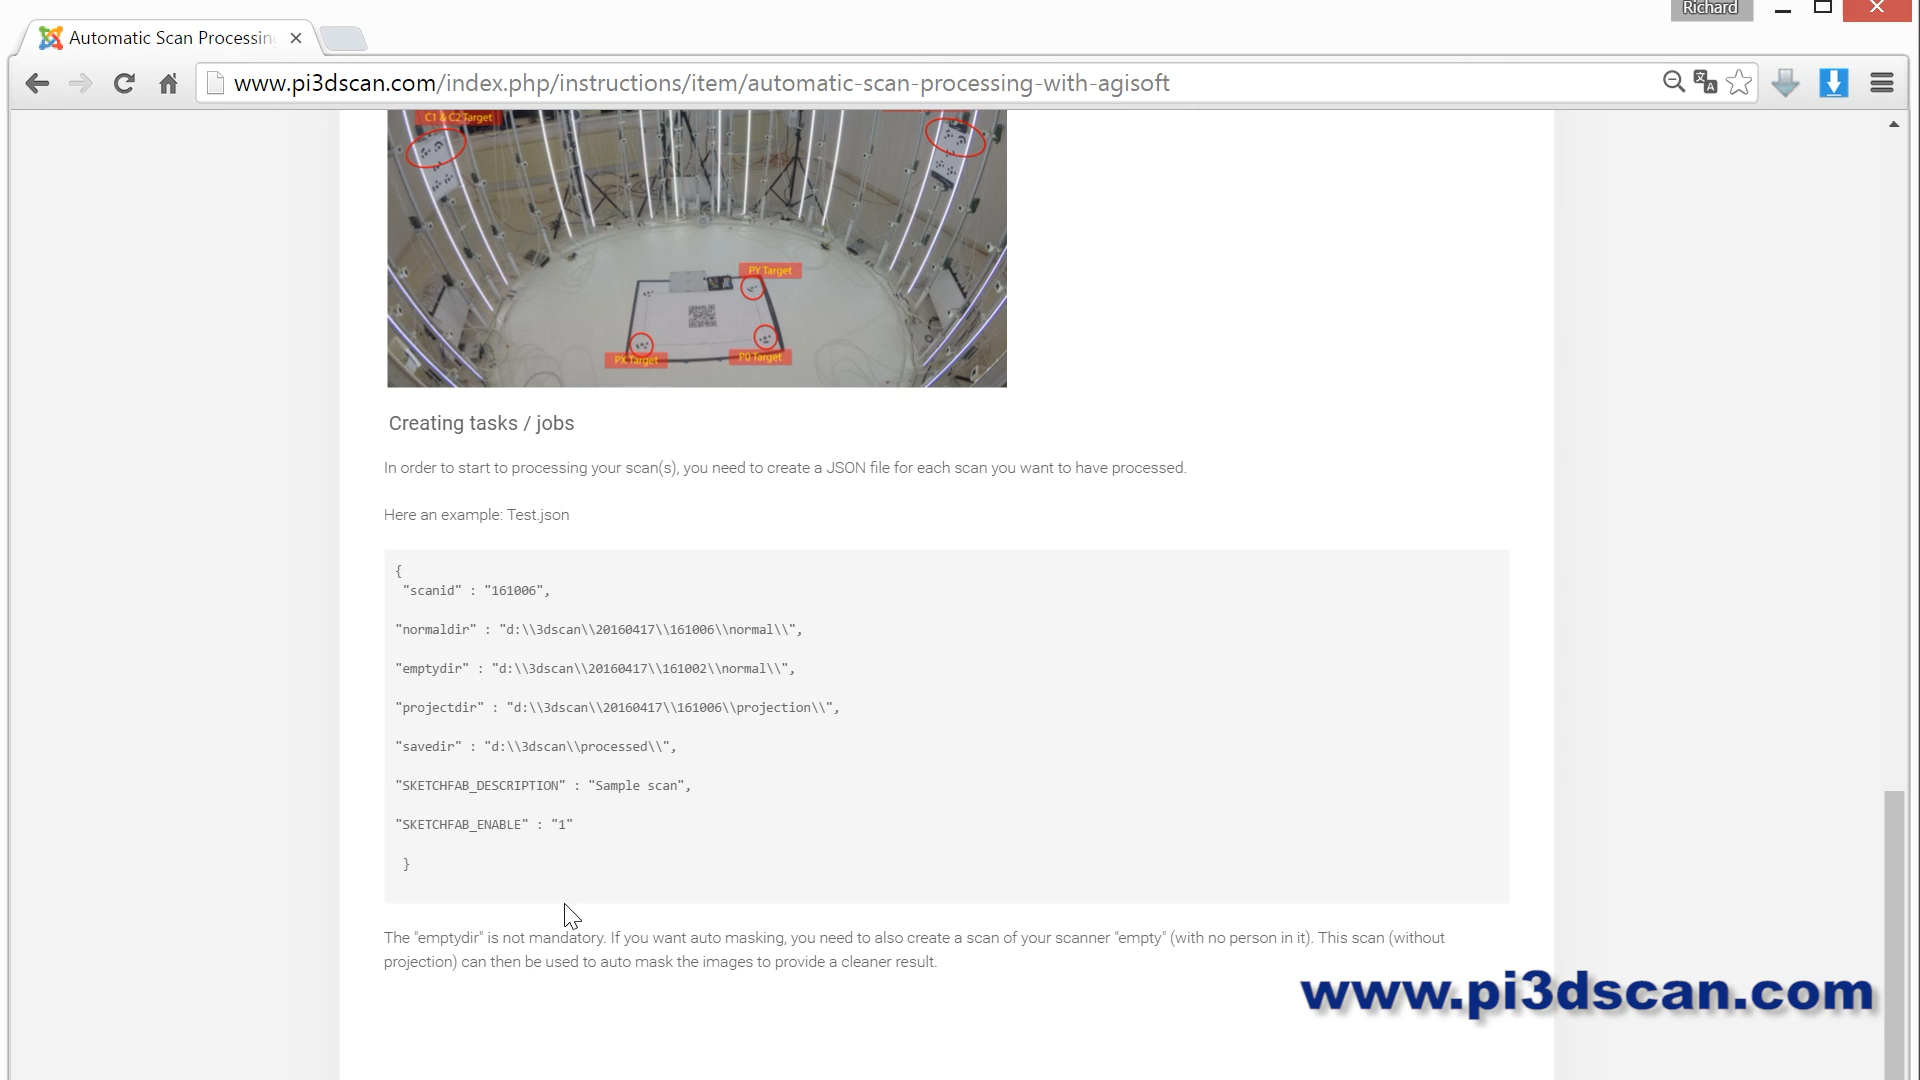 Richard
Automatic Scan Processin
www.pi3dscan.com/index.php/instructions/item/automatic-scan-processing-with-agisoft
C1 & C2 Target
PY Target
PX Target
P0 Target
Creating tasks / jobs
In order to start to processing your scan(s), you need to create a JSON file for each scan you want to have processed.
Here an example: Test.json
{
"scanid" : "161006",
"normaldir" : "d:\\3dscan\\20160417\\161006\\normal\\",
"emptydir" : "d:\\3dscan\\20160417\\161002\\normal\\",
"projectdir" : "d:\\3dscan\\20160417\\161006\\projection\\",
"savedir" : "d:\\3dscan\\processed\\",
"SKETCHFAB_DESCRIPTION" : "Sample scan",
"SKETCHFAB_ENABLE" : "1"
}
The "emptydir" is not mandatory. If you want auto masking, you need to also create a scan of your scanner "empty" (with no person in it). This scan (without
projection) can then be used to auto mask the images to provide a cleaner result.
www.pi3dscan.com